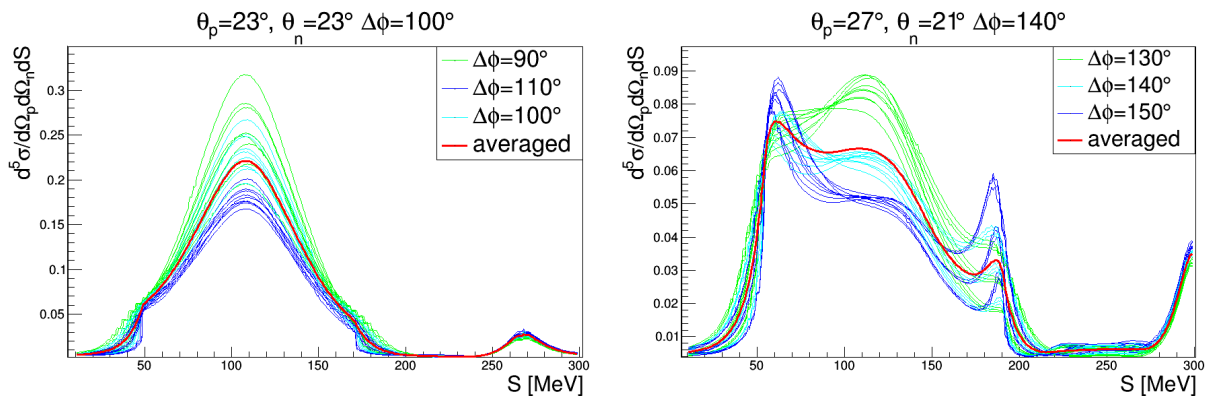 θp=23°, θn=23° Δϕ=100°
d⁵σ/dΩpdΩndS
0.3
0.25
0.2
0.15
0.1
0.05
Δϕ=90°
Δϕ=110°
Δϕ=100°
averaged
50 100 150 200 250 300
S [MeV]
θp=27°, θn=21° Δϕ=140°
d⁵σ/dΩpdΩndS
0.09
0.08
0.07
0.06
0.05
0.04
0.03
0.02
0.01
Δϕ=130°
Δϕ=140°
Δϕ=150°
averaged
50 100 150 200 250 300
S [MeV]